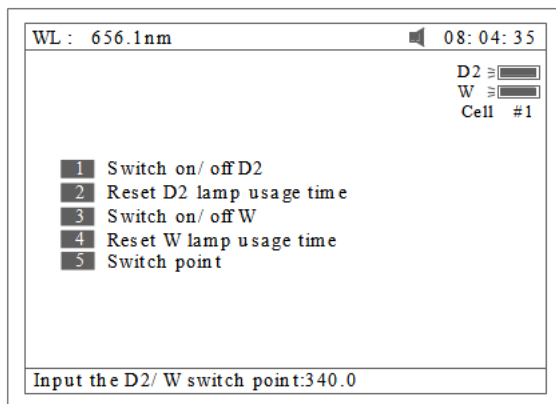 WL: 656.1nm 08:04:35
D2
W
Cell #1
1 Switch on/off D2
2 Reset D2 lamp usage time
3 Switch on/off W
4 Reset W lamp usage time
5 Switch point
Input the D2/W switch point:340.0